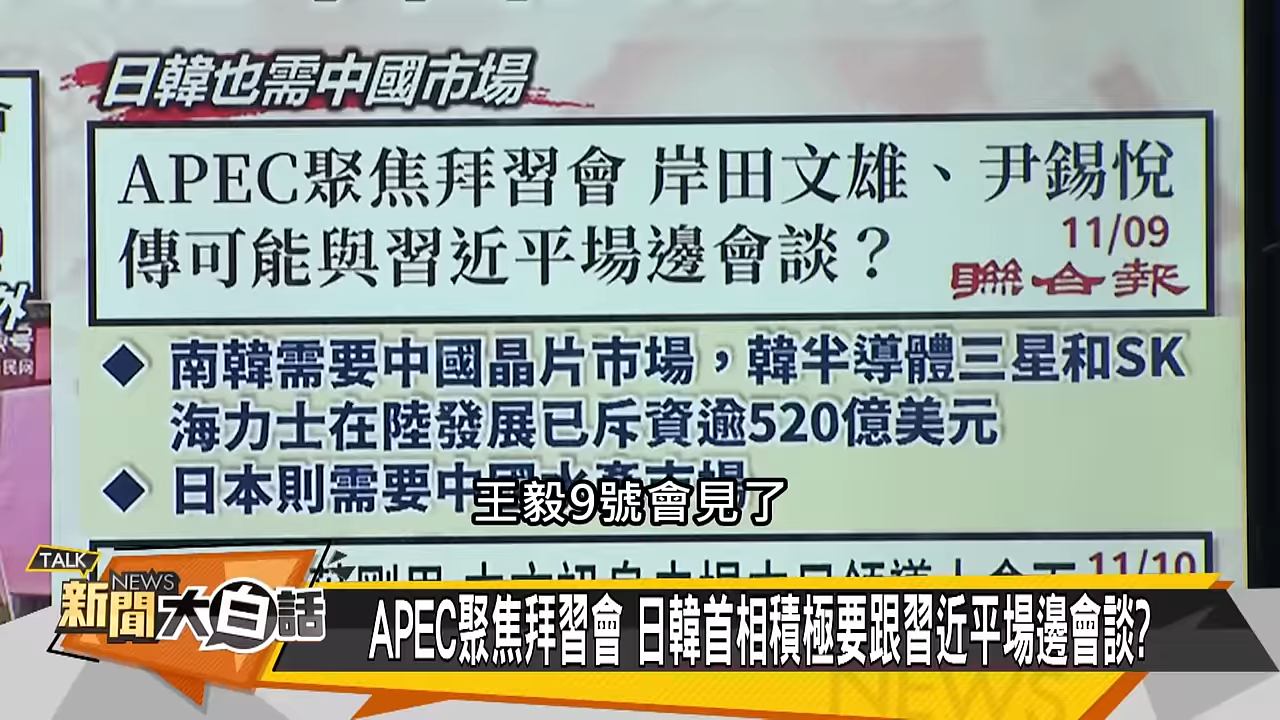 日韓也需中國市場
APEC聚焦拜習會 岸田文雄、尹錫悅
傳可能與習近平場邊會談？
11/09
聯合報
◆ 南韓需要中國晶片市場，韓半導體三星和SK
海力士在陸發展已斥資逾520億美元
◆ 日本則需要中國水產市場
王毅9號會見了
11/10
TALK
NEWS
新聞大白話
APEC聚焦拜習會 日韓首相積極要跟習近平場邊會談?
NEWS